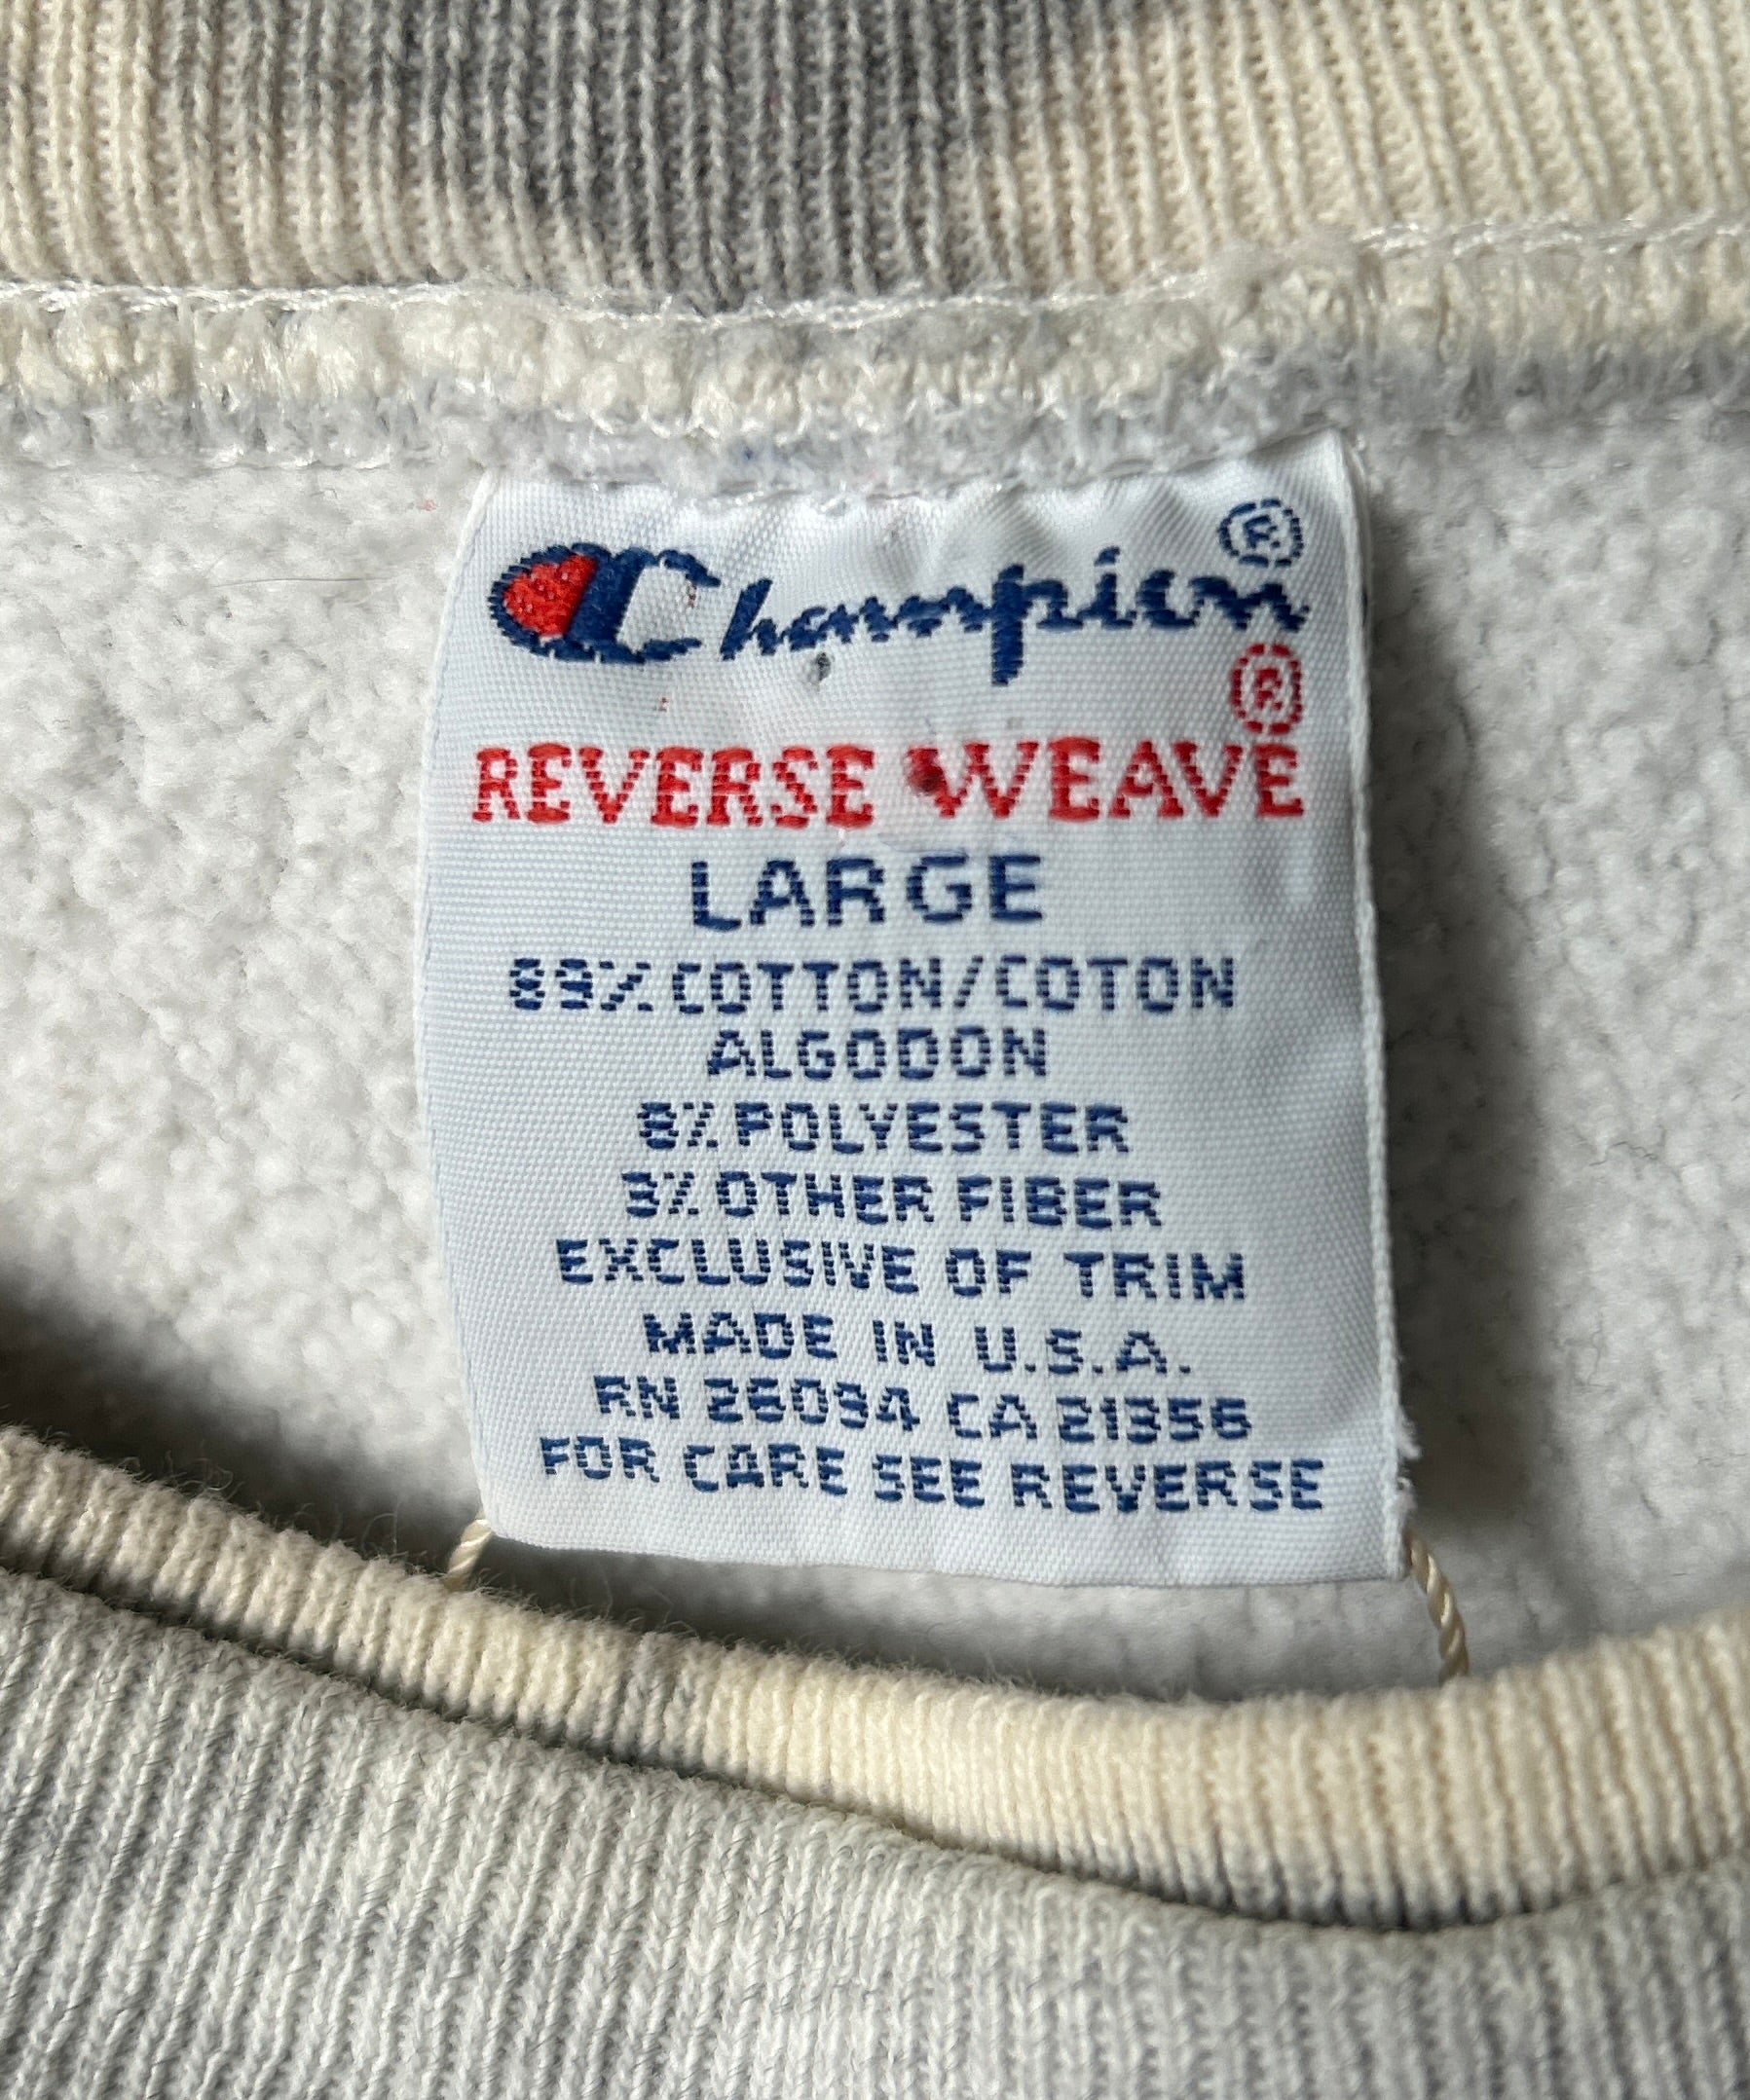 Champion®
REVERSE WEAVE®
LARGE
89% COTTON/COTON
ALGODON
8% POLYESTER
3% OTHER FIBER
EXCLUSIVE OF TRIM
MADE IN U.S.A.
RN 26094 CA 21356
FOR CARE SEE REVERSE